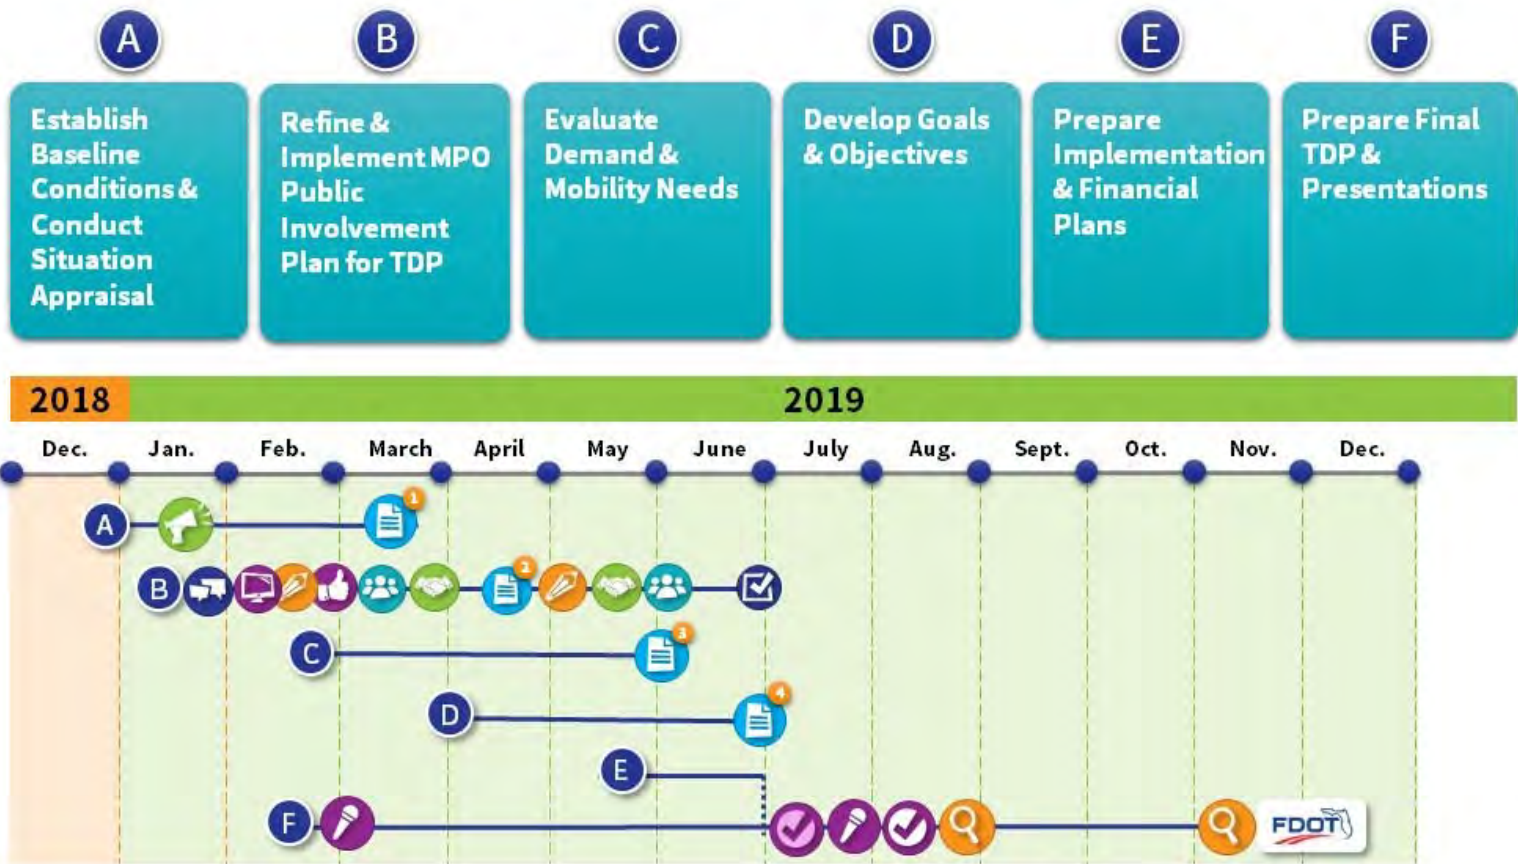 A
B
C
D
E
F
Establish
Baseline
Conditions &
Conduct
Situation
Appraisal
Refine &
Implement MPO
Public
Involvement
Plan for TDP
Evaluate
Demand &
Mobility Needs
Develop Goals
& Objectives
Prepare
Implementation
& Financial
Plans
Prepare Final
TDP &
Presentations
2018
2019
Dec.
Jan.
Feb.
March
April
May
June
July
Aug.
Sept.
Oct.
Nov.
Dec.
A
1
B
2
C
3
D
4
E
F
FDOT